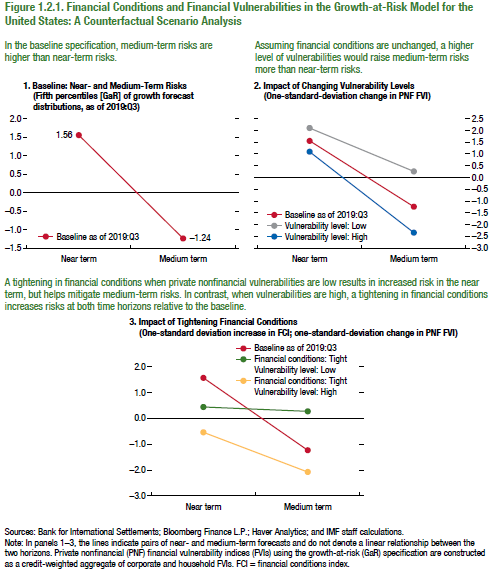 Figure 1.2.1. Financial Conditions and Financial Vulnerabilities in the Growth-at-Risk Model for the
United States: A Counterfactual Scenario Analysis
In the baseline specification, medium-term risks are
higher than near-term risks.
Assuming financial conditions are unchanged, a higher
level of vulnerabilities would raise medium-term risks
more than near-term risks.
1. Baseline: Near- and Medium-Term Risks
(Fifth percentiles [GaR] of growth forecast
distributions, as of 2019:Q3)
2.0
1.5
1.0
0.5
0.0
–0.5
–1.0
–1.5
1.56
–1.24
Baseline as of 2019:Q3
Near term
Medium term
2. Impact of Changing Vulnerability Levels
(One-standard-deviation change in PNF FVI)
2.5
2.0
1.5
1.0
0.5
0.0
–0.5
–1.0
–1.5
–2.0
–2.5
–3.0
Baseline as of 2019:Q3
Vulnerability level: Low
Vulnerability level: High
Near term
Medium term
A tightening in financial conditions when private nonfinancial vulnerabilities are low results in increased risk in the near
term, but helps mitigate medium-term risks. In contrast, when vulnerabilities are high, a tightening in financial conditions
increases risks at both time horizons relative to the baseline.
3. Impact of Tightening Financial Conditions
(One-standard deviation increase in FCI; one-standard-deviation change in PNF FVI)
Baseline as of 2019:Q3
Financial conditions: Tight
Vulnerability level: Low
Financial conditions: Tight
Vulnerability level: High
2.0
1.0
0.0
–1.0
–2.0
–3.0
Near term
Medium term
Sources: Bank for International Settlements; Bloomberg Finance L.P.; Haver Analytics; and IMF staff calculations.
Note: In panels 1–3, the lines indicate pairs of near- and medium-term forecasts and do not denote a linear relationship between the
two horizons. Private nonfinancial (PNF) financial vulnerability indices (FVIs) using the growth-at-risk (GaR) specification are constructed
as a credit-weighted aggregate of corporate and household FVIs. FCI = financial conditions index.